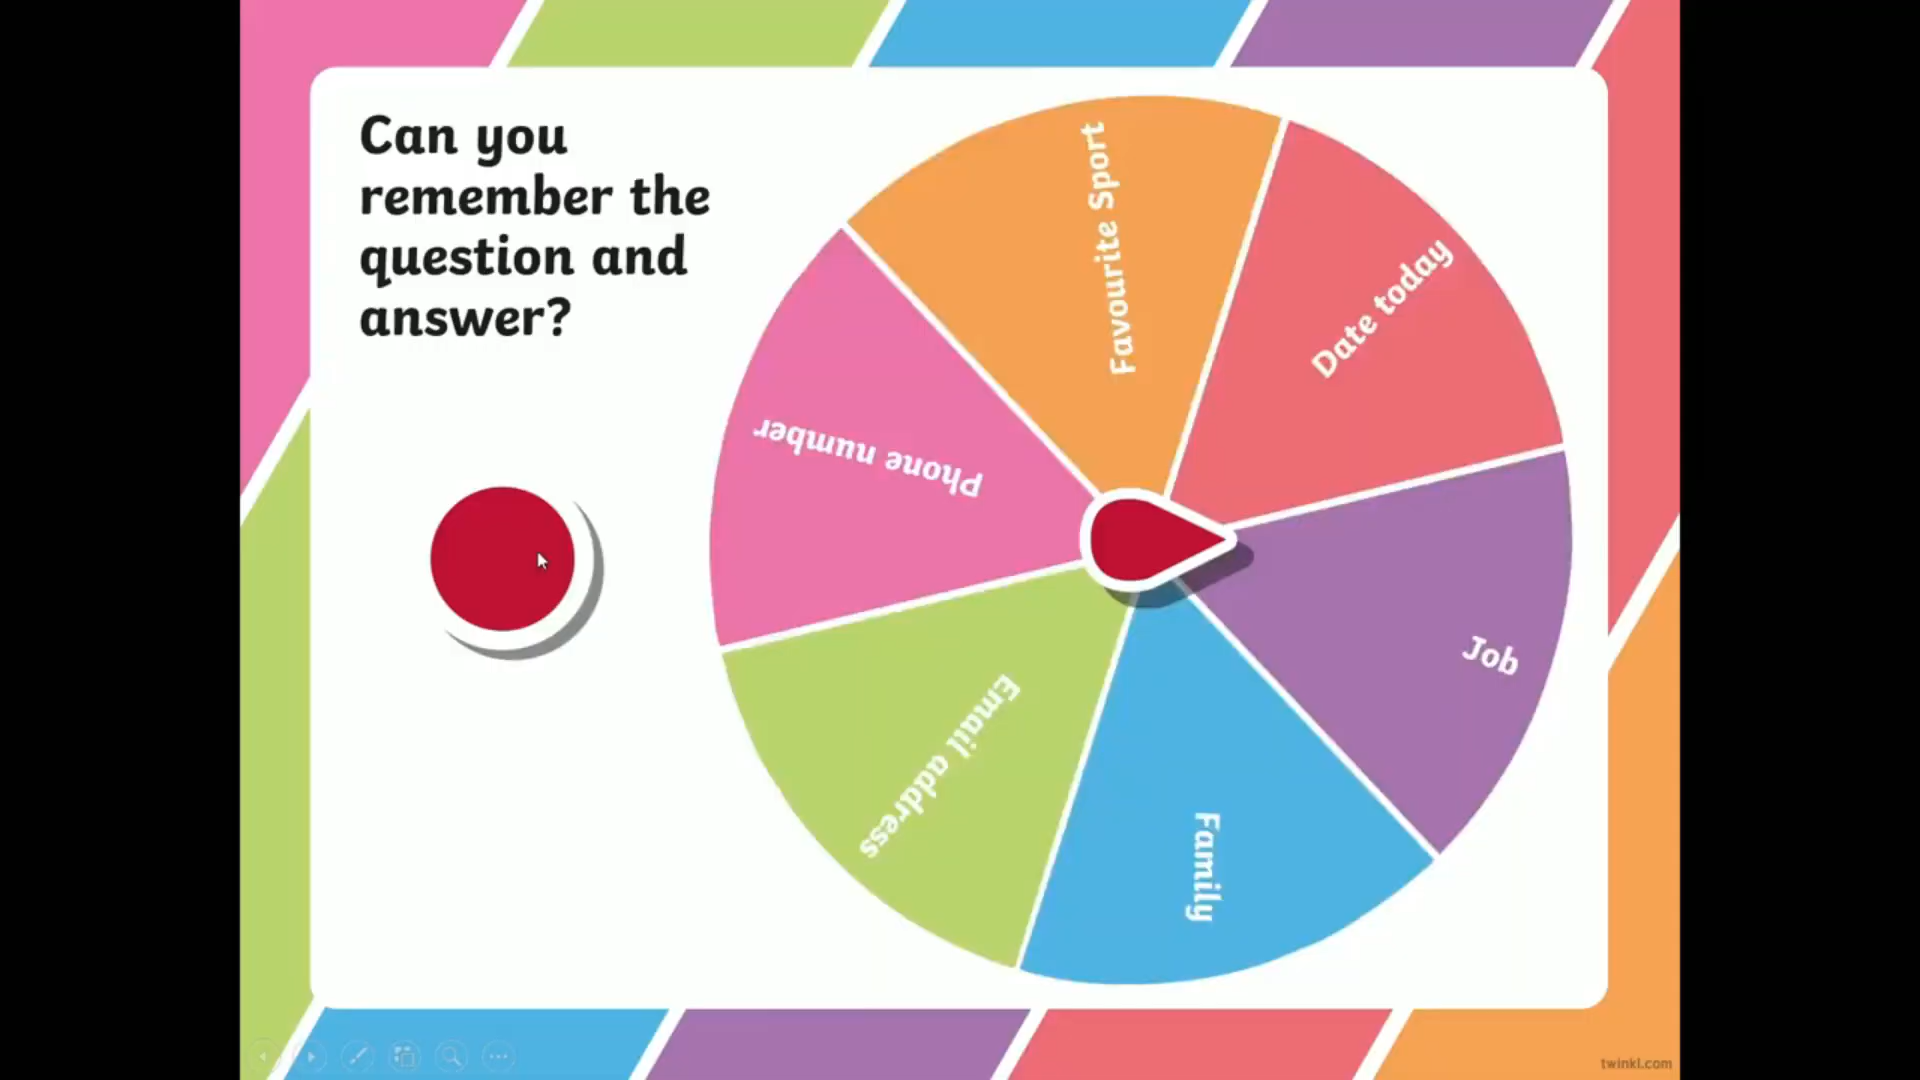 Can you
remember the
question and
answer?
Favourite Sport
Date today
Phone number
Job
Email address
Family
twinkl.com